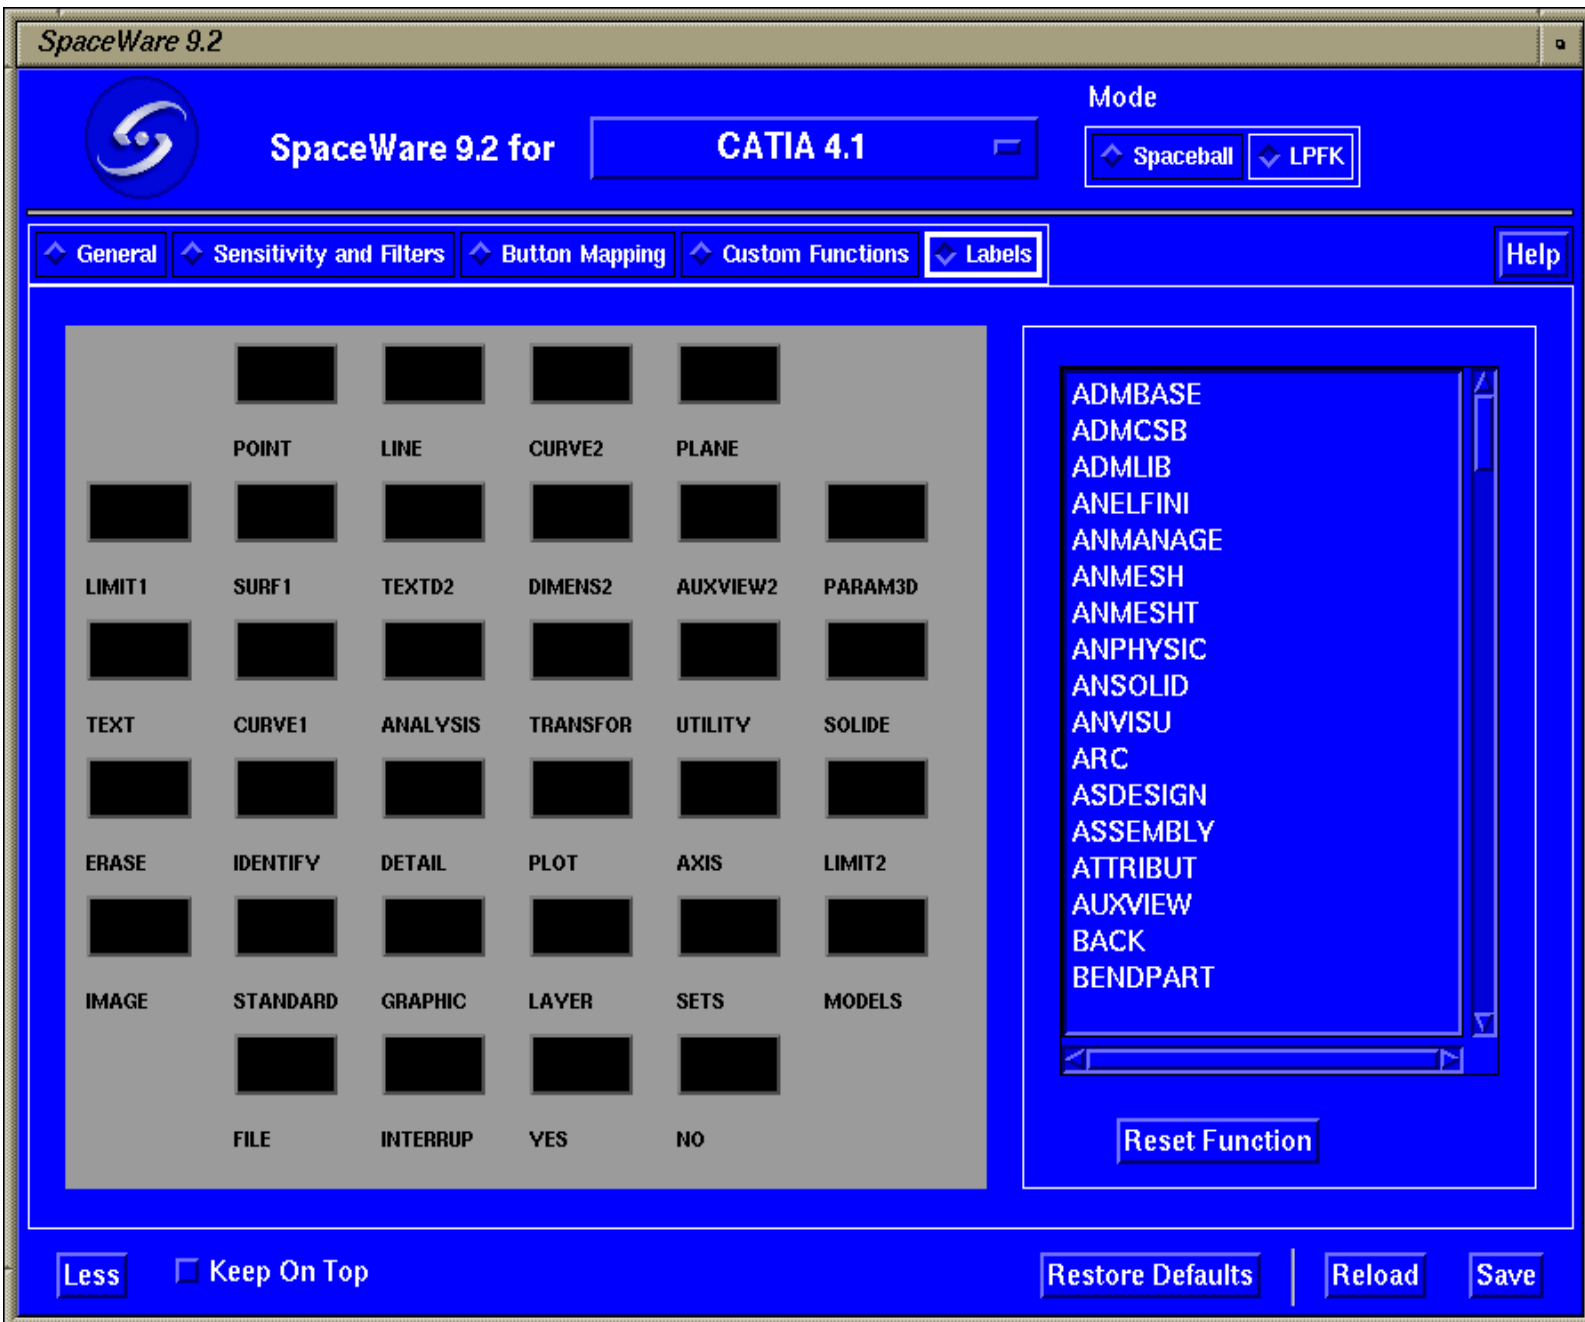 SpaceWare 9.2
SpaceWare 9.2 for CATIA 4.1
Mode
Spaceball LPFK
General Sensitivity and Filters Button Mapping Custom Functions Labels Help
POINT LINE CURVE2 PLANE
LIMIT1 SURF1 TEXTD2 DIMENS2 AUXVIEW2 PARAM3D
TEXT CURVE1 ANALYSIS TRANSFOR UTILITY SOLIDE
ERASE IDENTIFY DETAIL PLOT AXIS LIMIT2
IMAGE STANDARD GRAPHIC LAYER SETS MODELS
FILE INTERRUP YES NO
ADMBASE
ADMCSB
ADMLIB
ANELFINI
ANMANAGE
ANMESH
ANMESHT
ANPHYSIC
ANSOLID
ANVISU
ARC
ASDESIGN
ASSEMBLY
ATTRIBUT
AUXVIEW
BACK
BENDPART
Reset Function
Less Keep On Top Restore Defaults Reload Save